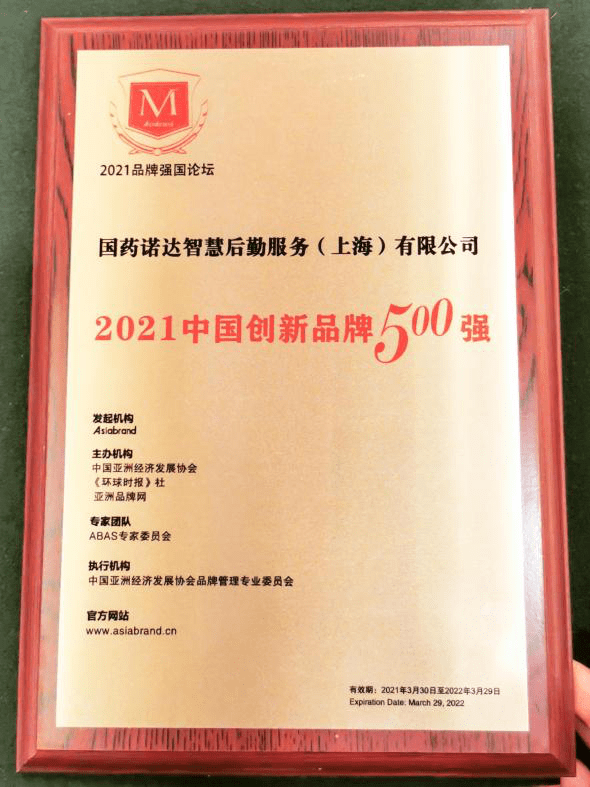 M
Asiabrand
2021品牌强国论坛
国药诺达智慧后勤服务（上海）有限公司
2021中国创新品牌500强
发起机构
Asiabrand
主办机构
中国亚洲经济发展协会
《环球时报》社
亚洲品牌网
专家团队
ABAS专家委员会
执行机构
中国亚洲经济发展协会品牌管理专业委员会
官方网站
www.asiabrand.cn
有效期：2021年3月30日至2022年3月29日
Expiration Date: March 29, 2022